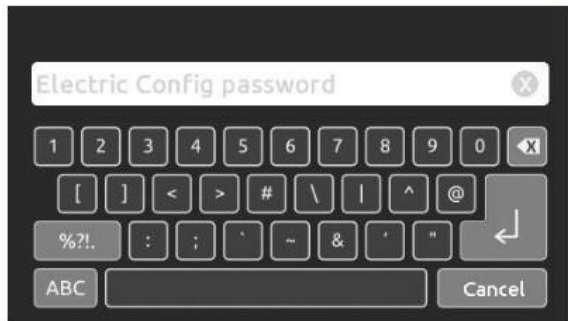 Electric Config password
1 2 3 4 5 6 7 8 9 0
[ ] < > # \ | ^ @
%?!. : ; ` ~ & ' "
ABC Cancel